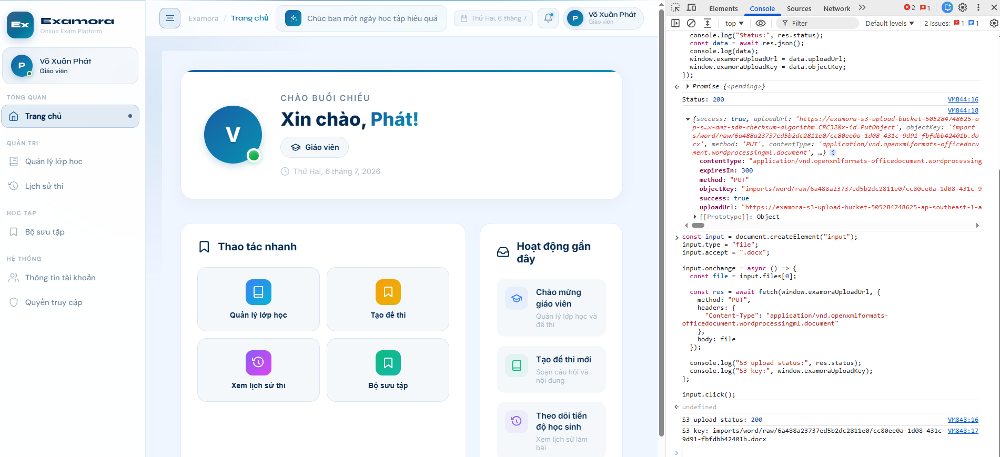 Ex
Examora
Online Exam Platform
P
Võ Xuân Phát
Giáo viên
TỔNG QUAN
Trang chủ
QUẢN TRỊ
Quản lý lớp học
Lịch sử thi
HỌC TẬP
Bộ sưu tập
HỆ THỐNG
Thông tin tài khoản
Quyền truy cập
Examora / Trang chủ
Chúc bạn một ngày học tập hiệu quả
Thứ Hai, 6 tháng 7
P
Võ Xuân Phát
Giáo viên
V
CHÀO BUỔI CHIỀU
Xin chào, Phát!
Giáo viên
Thứ Hai, 6 tháng 7, 2026
Thao tác nhanh
Quản lý lớp học
Tạo đề thi
Xem lịch sử thi
Bộ sưu tập
Hoạt động gần
đây
Chào mừng
giáo viên
Quản lý lớp học và
đề thi
Tạo đề thi mới
Soạn câu hỏi và
nội dung
Theo dõi tiến
độ học sinh
Xem lịch sử làm
bài
Elements Console Sources Network 2 1
top Filter Default levels 2 Issues: 1 1
console.log("Status:", res.status);
const data = await res.json();
console.log(data);
window.examoraUploadUrl = data.uploadUrl;
window.examoraUploadKey = data.objectKey;
});
Promise {<pending>}
Status: 200 VM844:16
VM844:18
{success: true, uploadUrl: 'https://examora-s3-upload-bucket-505284748625-a
p-s…x-amz-sdk-checksum-algorithm=CRC32&x-id=PutObject', objectKey: 'import
s/word/raw/6a488a23737ed5b2dc2811e0/cc80ee0a-1d08-431c-9d91-fbfdbb42401b.do
cx', method: 'PUT', contentType: 'application/vnd.openxmlformats-officedocu
ment.wordprocessingml.document', …} i
contentType: "application/vnd.openxmlformats-officedocument.wordprocessing
expiresIn: 300
method: "PUT"
objectKey: "imports/word/raw/6a488a23737ed5b2dc2811e0/cc80ee0a-1d08-431c-9
success: true
uploadUrl: "https://examora-s3-upload-bucket-505284748625-ap-southeast-1-a
[[Prototype]]: Object
const input = document.createElement("input");
input.type = "file";
input.accept = ".docx";
input.onchange = async () => {
const file = input.files[0];
const res = await fetch(window.examoraUploadUrl, {
method: "PUT",
headers: {
"Content-Type": "application/vnd.openxmlformats-
officedocument.wordprocessingml.document"
},
body: file
});
console.log("S3 upload status:", res.status);
console.log("S3 key:", window.examoraUploadKey);
};
input.click();
undefined
S3 upload status: 200 VM848:16
S3 key: imports/word/raw/6a488a23737ed5b2dc2811e0/cc80ee0a-1d08-431c- VM848:17
9d91-fbfdbb42401b.docx